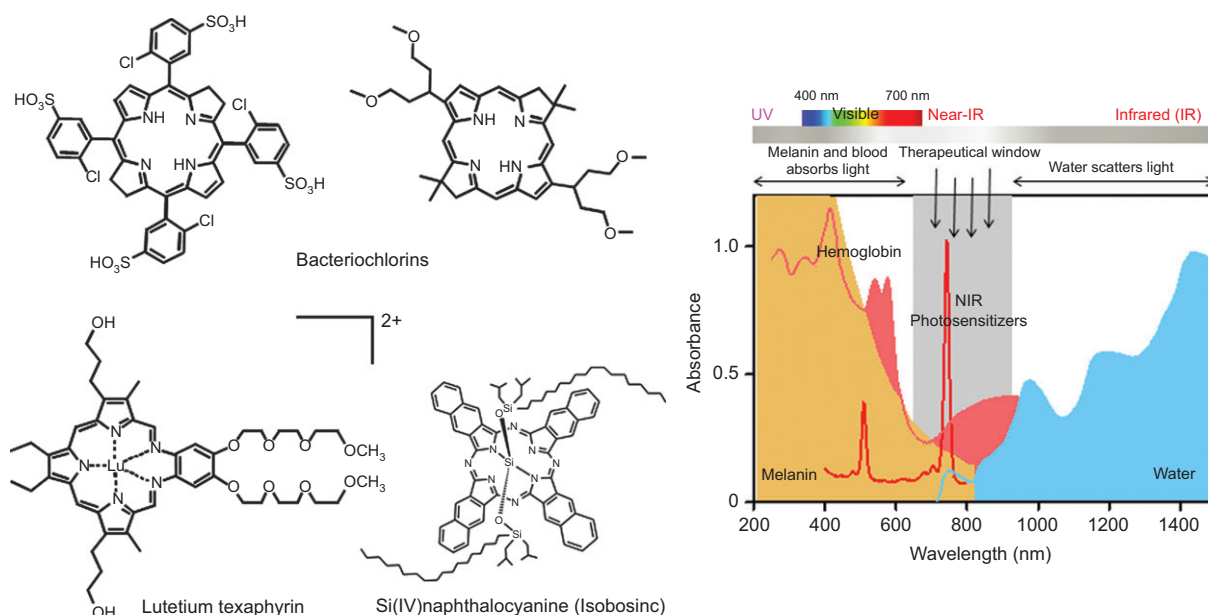 SO₃H
Cl
HO₃S
NH
N
Cl
N
HN
Cl
SO₃H
Cl
HO₃S
O
O
NH
N
N
HN
O
O
Bacteriochlorins
2+
OH
N
N
N
Lu
N
N
O
O
O
O
OCH₃
O
O
O
O
OCH₃
OH
Lutetium texaphyrin
Si
O
N
N
N
N
Si
N
N
N
N
O
Si
Si(IV)naphthalocyanine (Isobosinc)
400 nm
700 nm
UV
Visible
Near-IR
Infrared (IR)
Melanin and blood
absorbs light
Therapeutical window
Water scatters light
Absorbance
1.0
0.5
0
Hemoglobin
NIR
Photosensitizers
Melanin
Water
200
400
600
800
1000
1200
1400
Wavelength (nm)